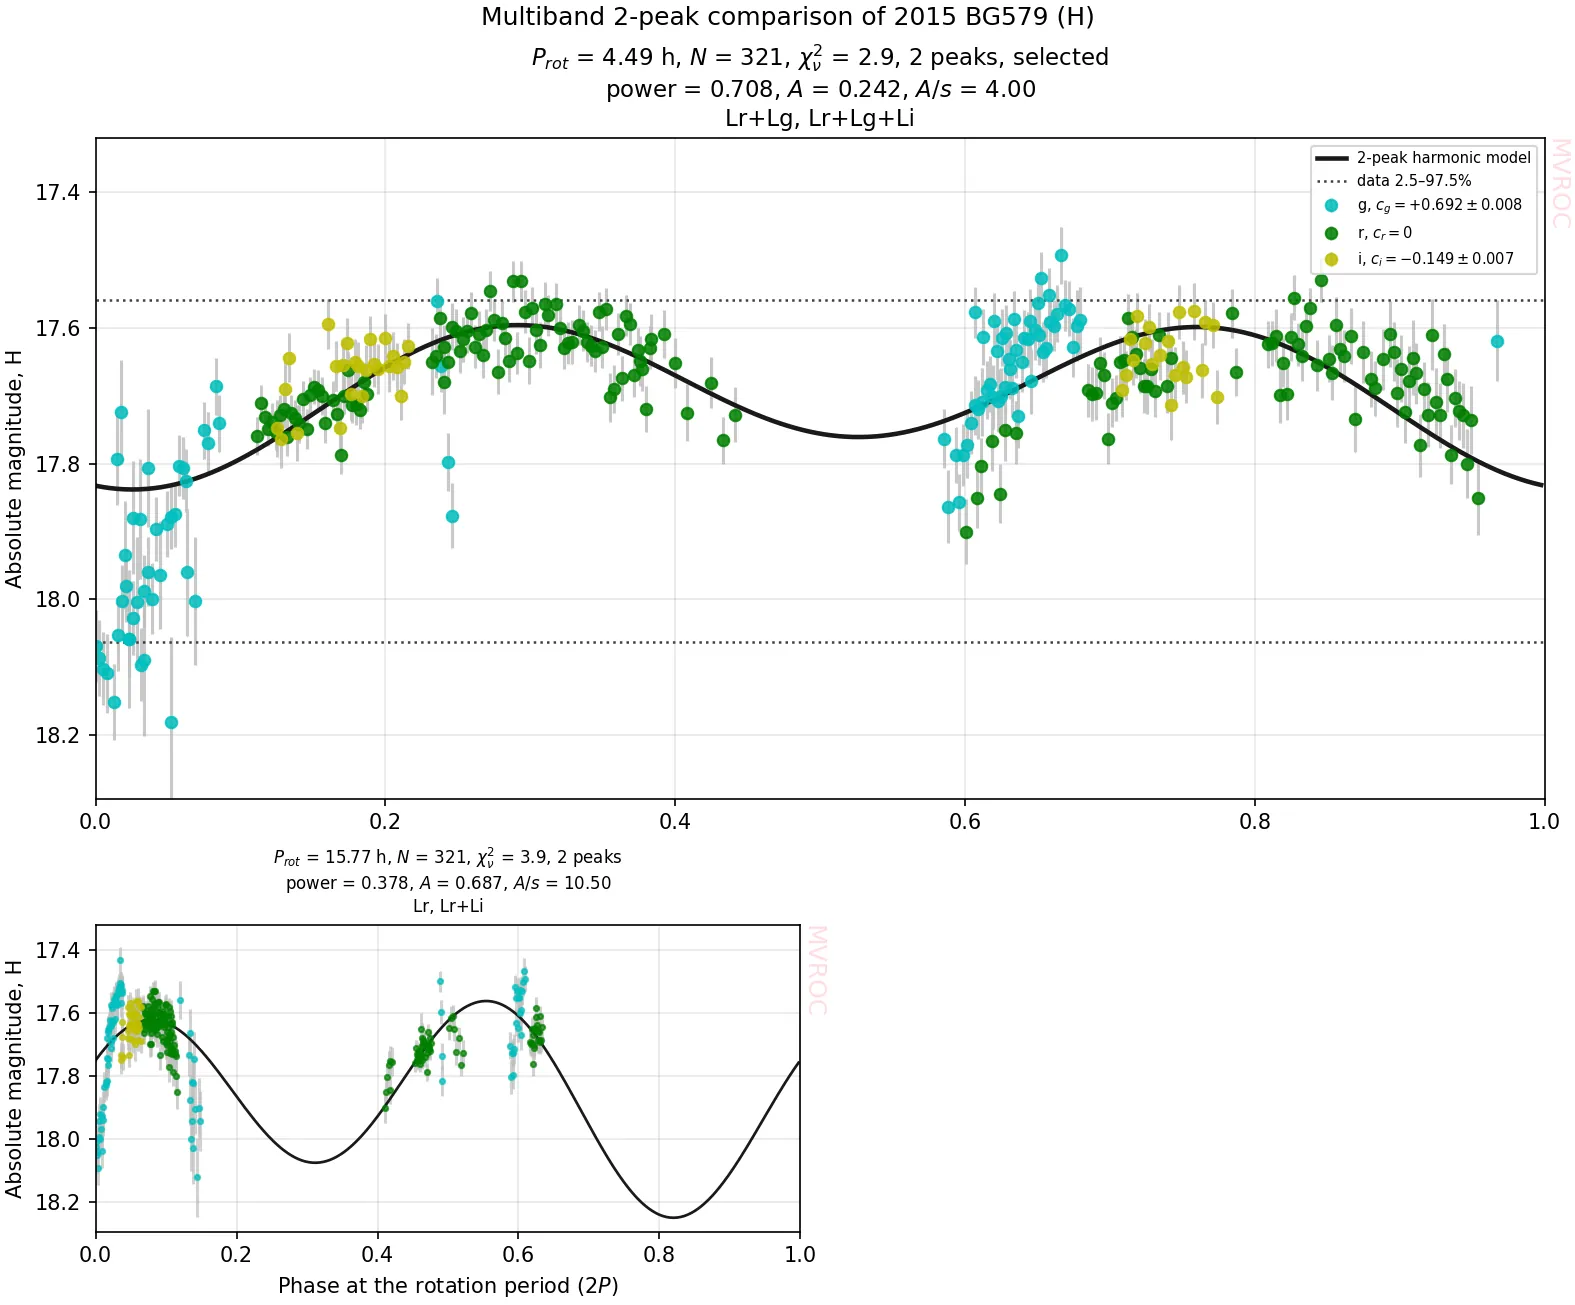 Multiband 2-peak comparison of 2015 BG579 (H)
P_rot = 4.49 h, N = 321, χ²_ν = 2.9, 2 peaks, selected
power = 0.708, A = 0.242, A/s = 4.00
Lr+Lg, Lr+Lg+Li
2-peak harmonic model
data 2.5–97.5%
g, c_g = +0.692 ± 0.008
r, c_r = 0
i, c_i = −0.149 ± 0.007
MVROC
Absolute magnitude, H
17.4
17.6
17.8
18.0
18.2
0.0 0.2 0.4 0.6 0.8 1.0
P_rot = 15.77 h, N = 321, χ²_ν = 3.9, 2 peaks
power = 0.378, A = 0.687, A/s = 10.50
Lr, Lr+Li
MVROC
Absolute magnitude, H
17.4
17.6
17.8
18.0
18.2
0.0 0.2 0.4 0.6 0.8 1.0
Phase at the rotation period (2P)